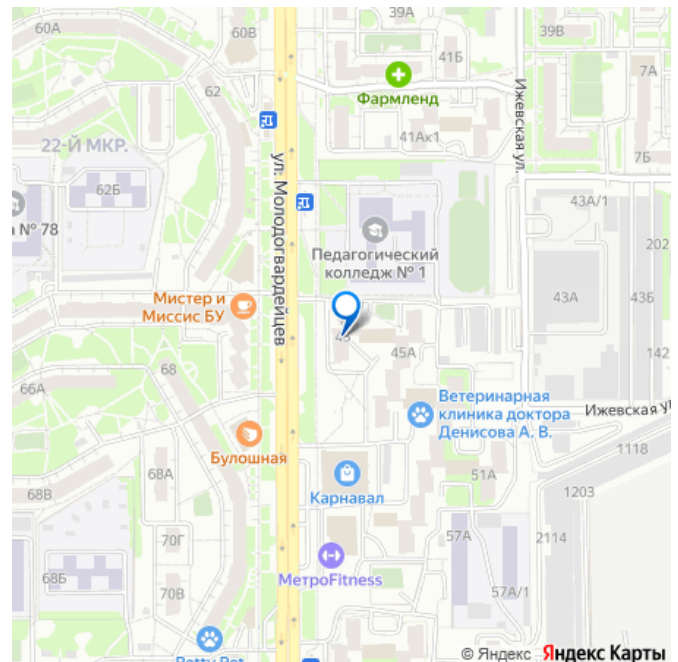 39А
60А
60В
39В
41Б
7А
Фармленд
62
Ижевская ул.
41Ак1
22-Й МКР.
7Б
62Б
ул. Молодогвардейцев
43А/1
№ 78
Педагогический
колледж № 1
202
43А
43Б
Мистер и
Миссис БУ
45А
142
68
66А
Ветеринарная
клиника доктора
Денисова А. В.
Ижевская
Булошная
1118
68А
51А
Карнавал
1203
68В
70Г
57А
2114
68Б
МетроFitness
70В
57А/1
Petty Pet
© Яндекс Яндекс Карты